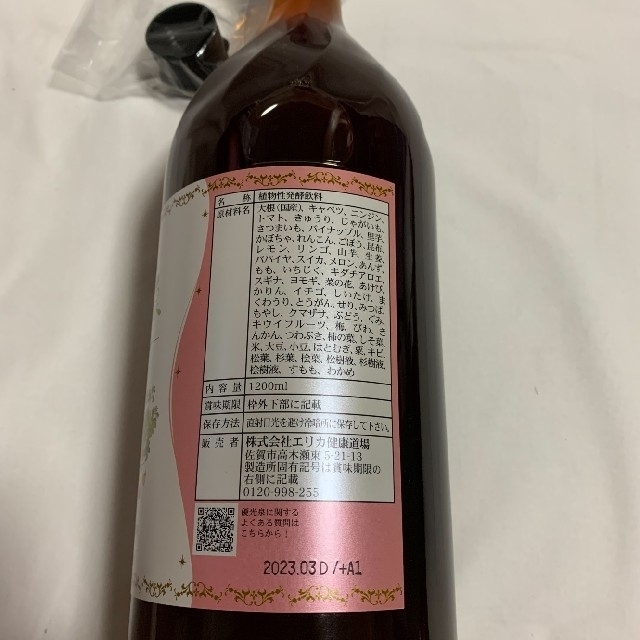 名　称　植物性発酵飲料
原材料名　大根(国産)、キャベツ、ニンジン、
トマト、きゅうり、じゃがいも、
さつまいも、パイナップル、里芋、
かぼちゃ、れんこん、ごぼう、昆布、
レモン、リンゴ、山芋、生姜、
パパイヤ、スイカ、メロン、あんず、
もも、いちじく、キダチアロエ、
スギナ、ヨモギ、菜の花、あけび、
かりん、イチゴ、しいたけ、ま
くわうり、とうがん、せり、みつば、
もやし、クマザサ、ぶどう、ぐみ、
キウイフルーツ、梅、びわ、き
んかん、つわぶき、柿の葉、しそ葉、
米、大豆、小豆、はとむぎ、粟、キビ、
松葉、杉葉、桧葉、松樹液、杉樹液、
桧樹液、すもも、わかめ
内容量　1200ml
賞味期限　枠外下部に記載
保存方法　直射日光を避け冷暗所に保存して下さい。
販売者　株式会社エリカ健康道場
佐賀市高木瀬東5-21-13
製造所固有記号は賞味期限の
右側に記載
0120-998-255
優光泉に関する
よくある質問は
こちらから！
2023.03D/+A1